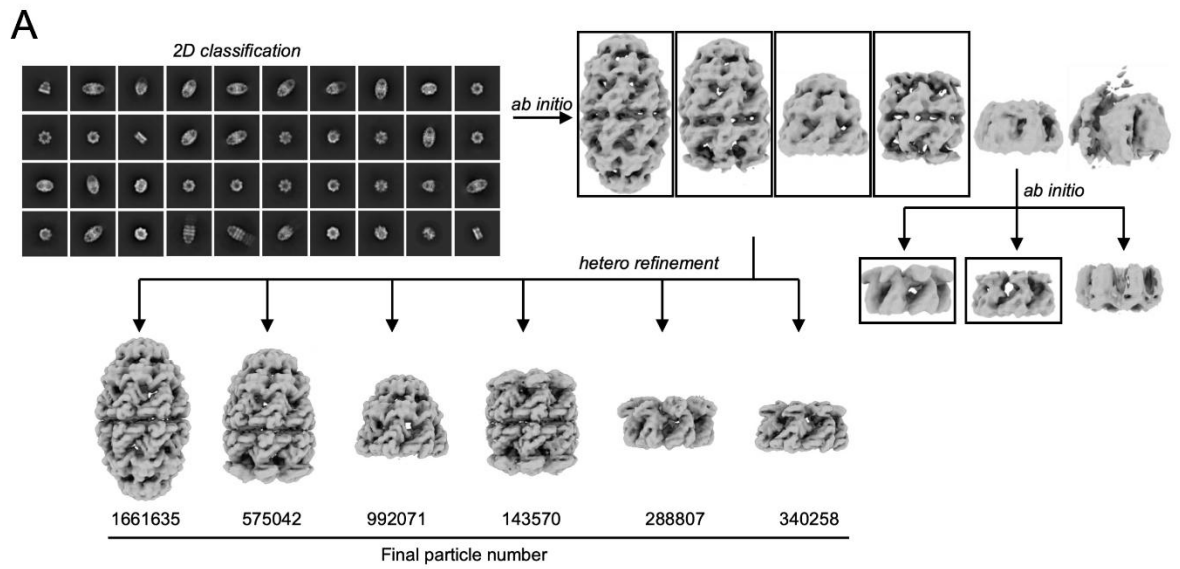 A
2D classification
ab initio
ab initio
hetero refinement
1661635 575042 992071 143570 288807 340258
Final particle number